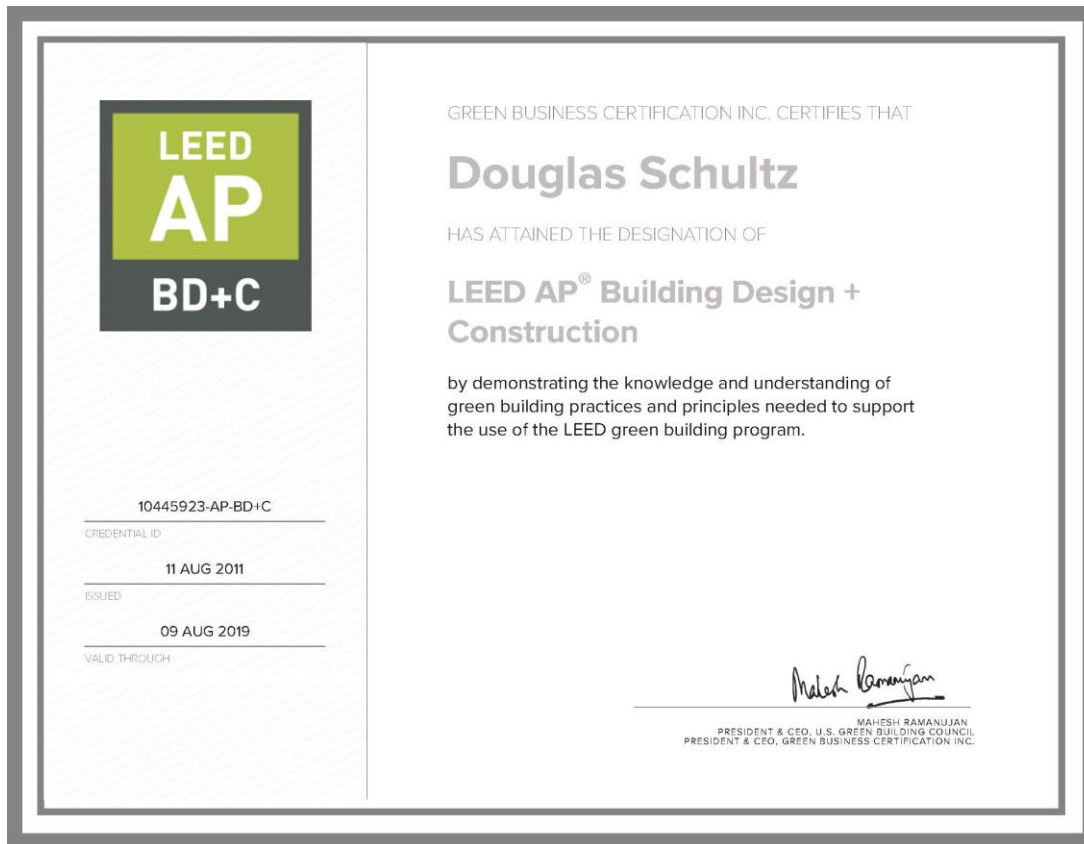 LEED
AP
BD+C
10445923-AP-BD+C
CREDENTIAL ID
11 AUG 2011
ISSUED
09 AUG 2019
VALID THROUGH
GREEN BUSINESS CERTIFICATION INC. CERTIFIES THAT
Douglas Schultz
HAS ATTAINED THE DESIGNATION OF
LEED AP® Building Design +
Construction
by demonstrating the knowledge and understanding of
green building practices and principles needed to support
the use of the LEED green building program.
Mahesh Ramanujan
MAHESH RAMANUJAN
PRESIDENT & CEO, U.S. GREEN BUILDING COUNCIL
PRESIDENT & CEO, GREEN BUSINESS CERTIFICATION INC.